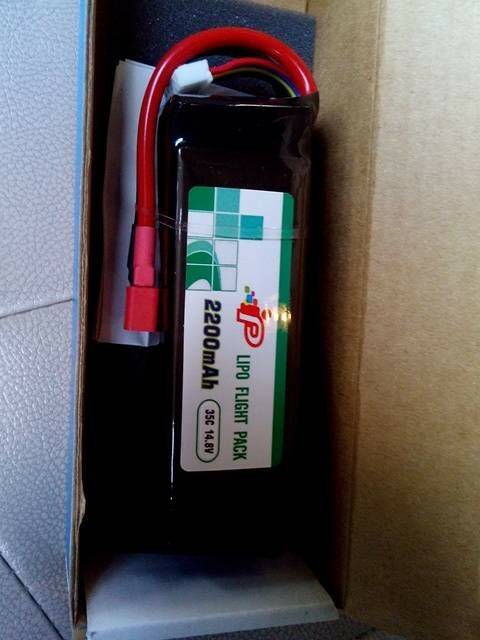 iP
LIPO FLIGHT PACK
2200mAh
35C 14.8V